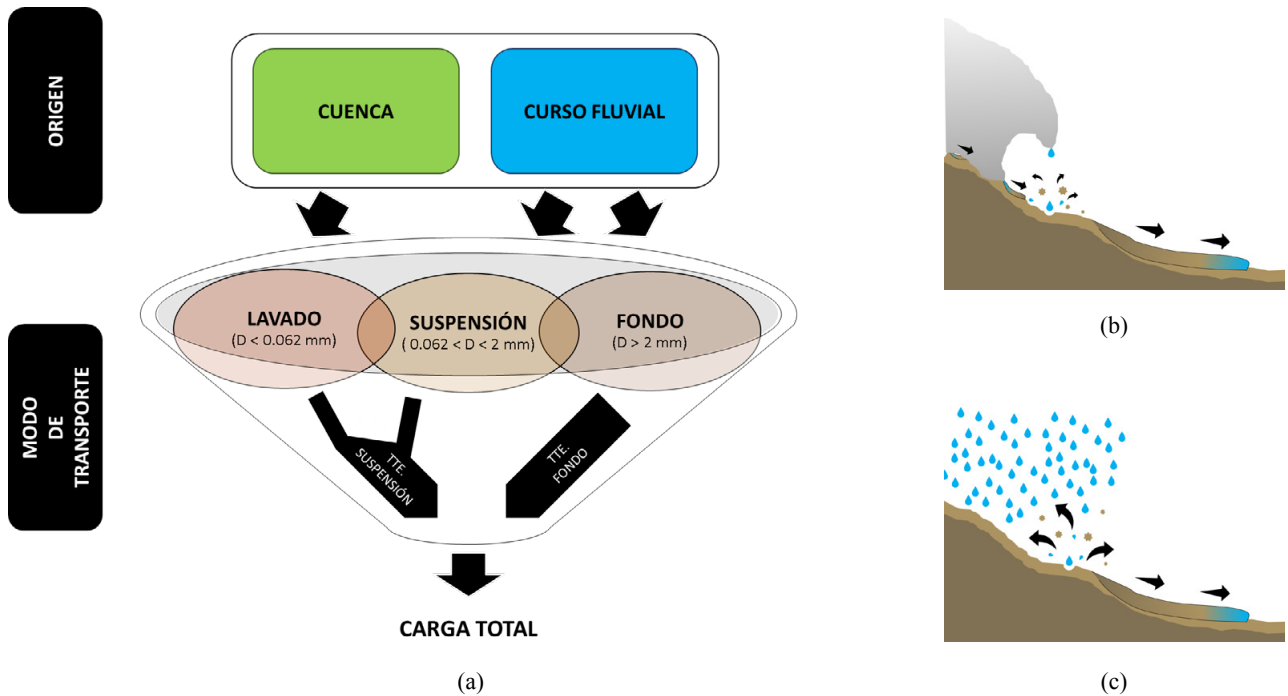 ORIGEN
CUENCA
CURSO FLUVIAL
MODO
DE
TRANSPORTE
LAVADO
(D < 0.062 mm)
SUSPENSIÓN
( 0.062 < D < 2 mm)
FONDO
(D > 2 mm)
TTE.
SUSPENSIÓN
TTE.
FONDO
CARGA TOTAL
(a)
(b)
(c)